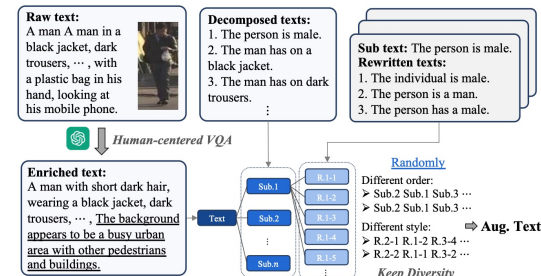 Raw text:
A man A man in a
black jacket, dark
trousers, ··· , with
a plastic bag in his
hand, looking at
his mobile phone.
Human-centered VQA
Enriched text:
A man with short dark hair,
wearing a black jacket, dark
trousers, ··· , The background
appears to be a busy urban
area with other pedestrians
and buildings.
Decomposed texts:
1. The person is male.
2. The man has on a
black jacket.
3. The man has on dark
trousers.
⋮
Sub text: The person is male.
Rewritten texts:
1. The individual is male.
2. The person is a man.
3. The person has a male.
Text
Sub.1
Sub.2
⋮
Sub.n
R.1-1
R.1-2
R.1-3
R.1-4
R.1-5
⋮
Randomly
Different order:
➢ Sub.2 Sub.1 Sub.3 ···
➢ Sub.2 Sub.1 Sub.3 ···
Different style:
➢ R.2-1 R.1-2 R.3-4 ···
➢ R.2-2 R.1-1 R.3-2 ···
Keep Diversity
Aug. Text